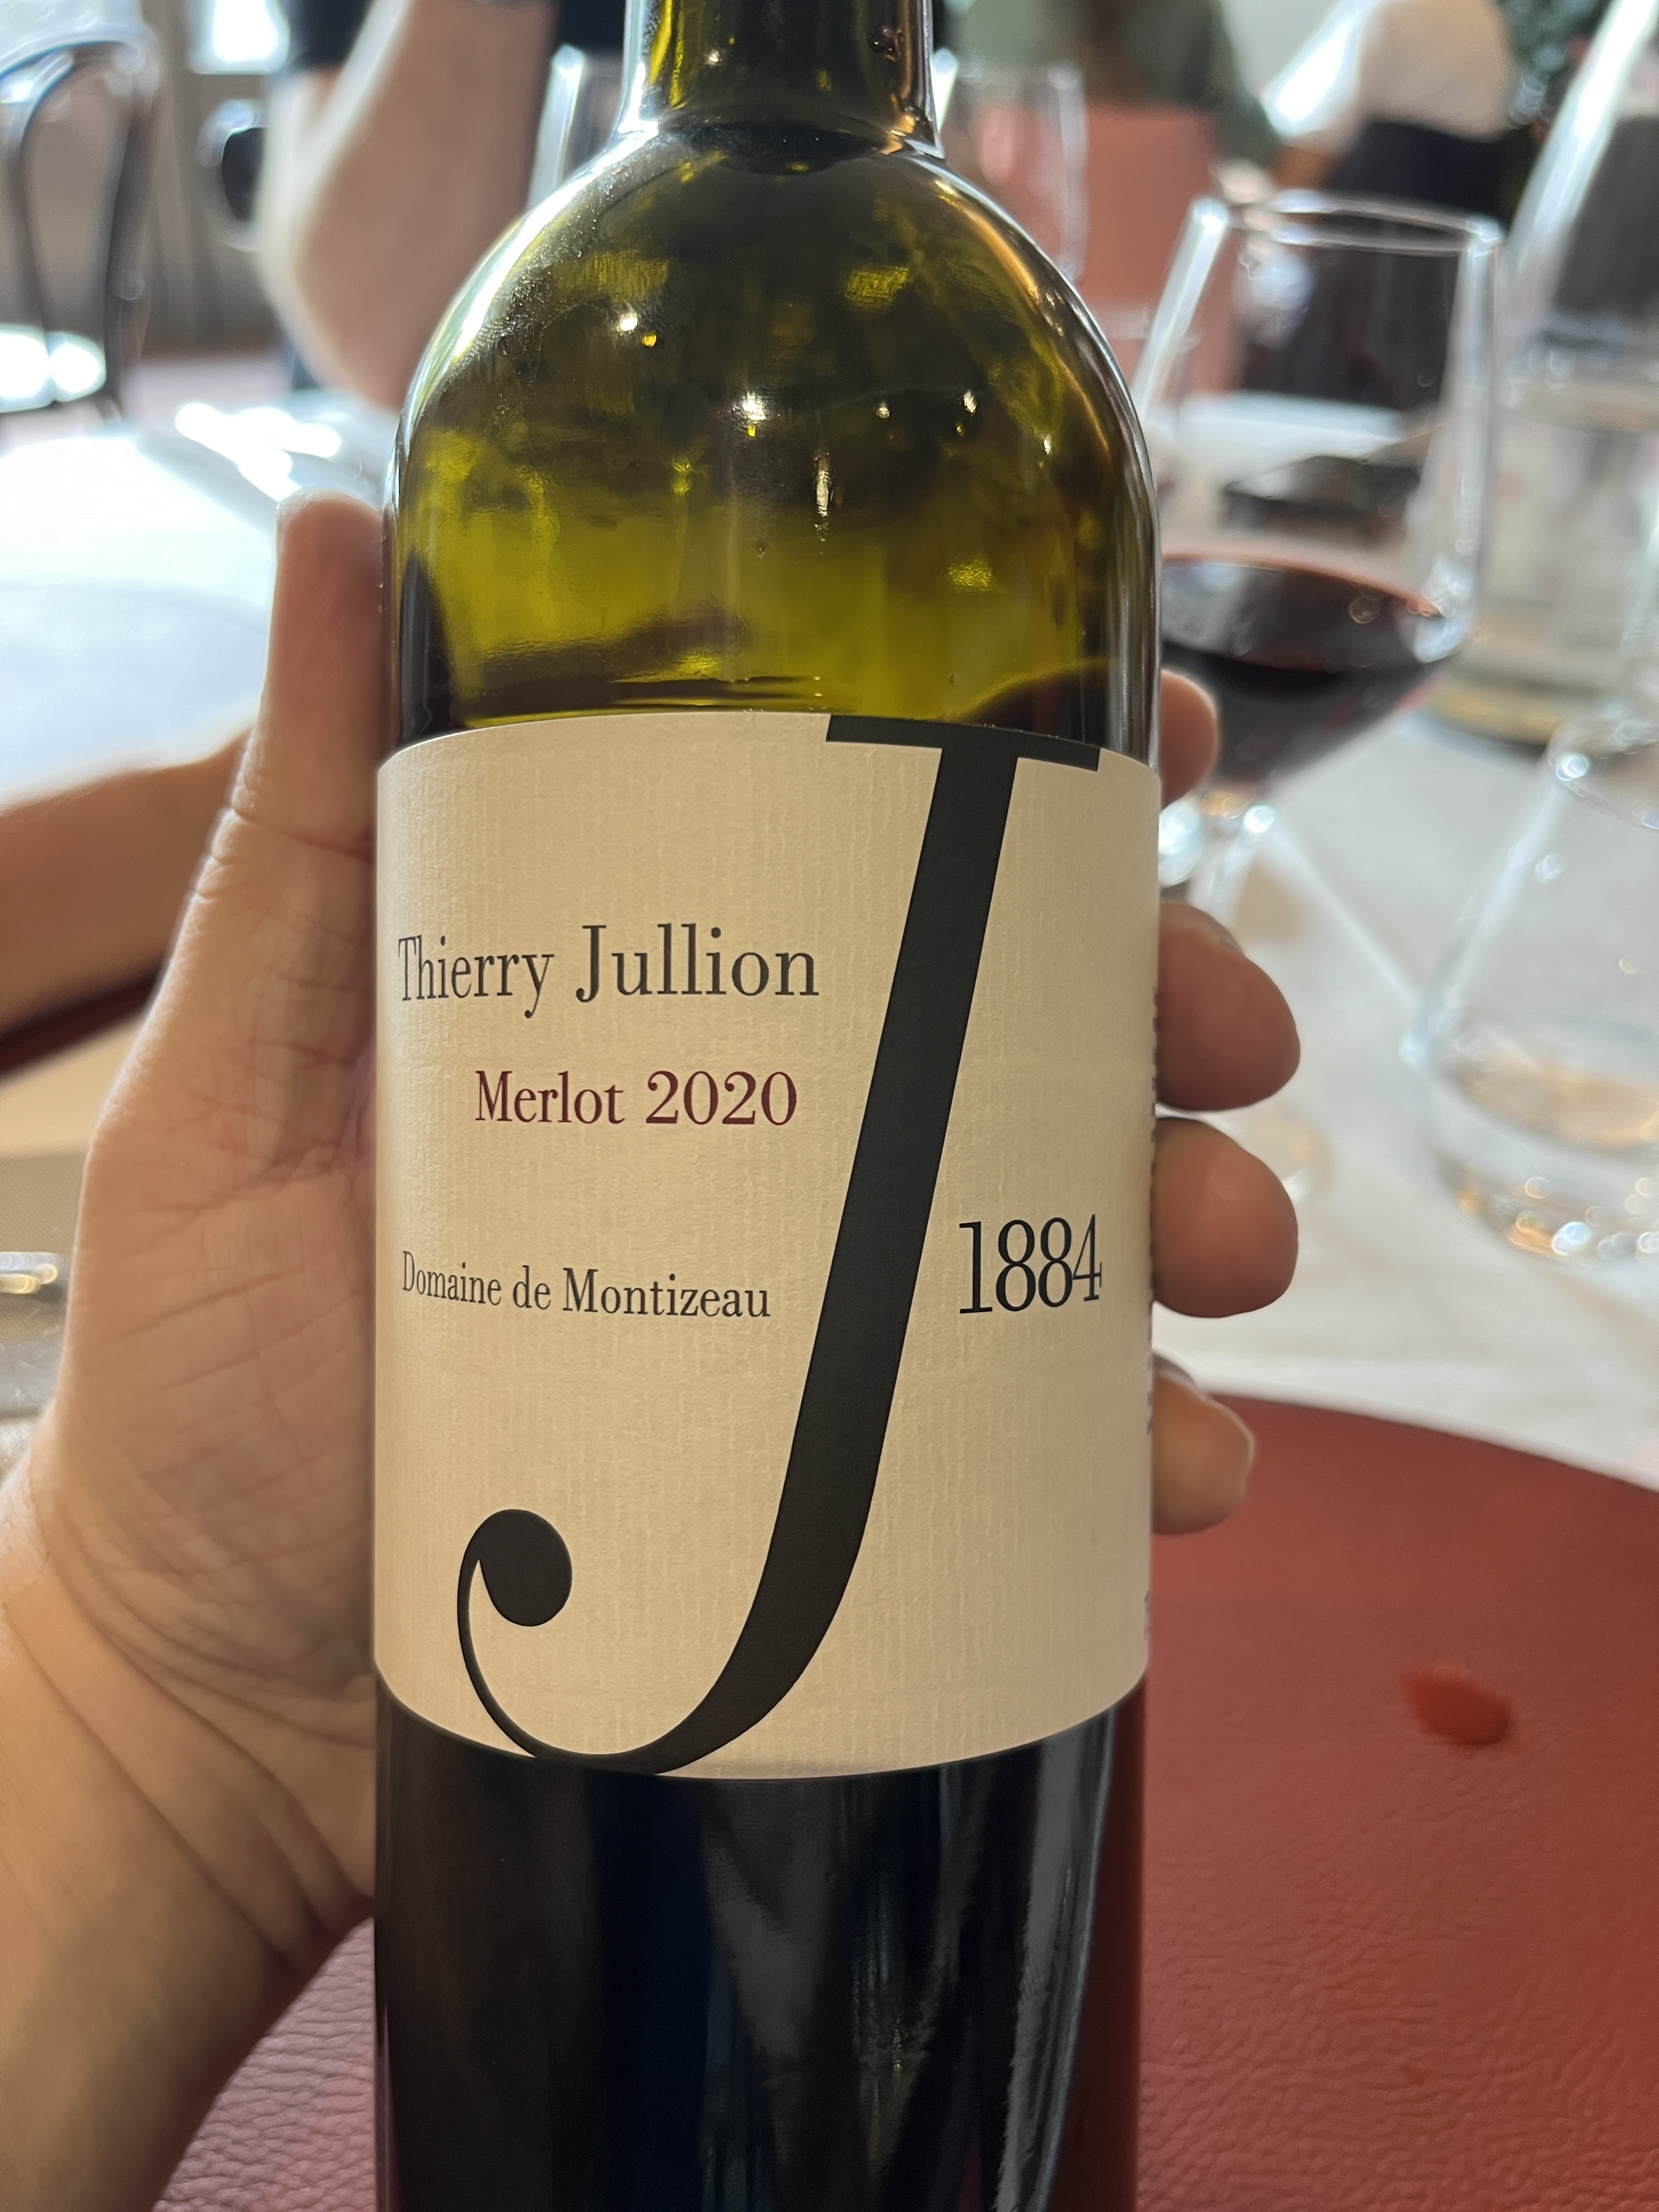 J
Thierry Jullion
Merlot 2020
1884
Domaine de Montizeau